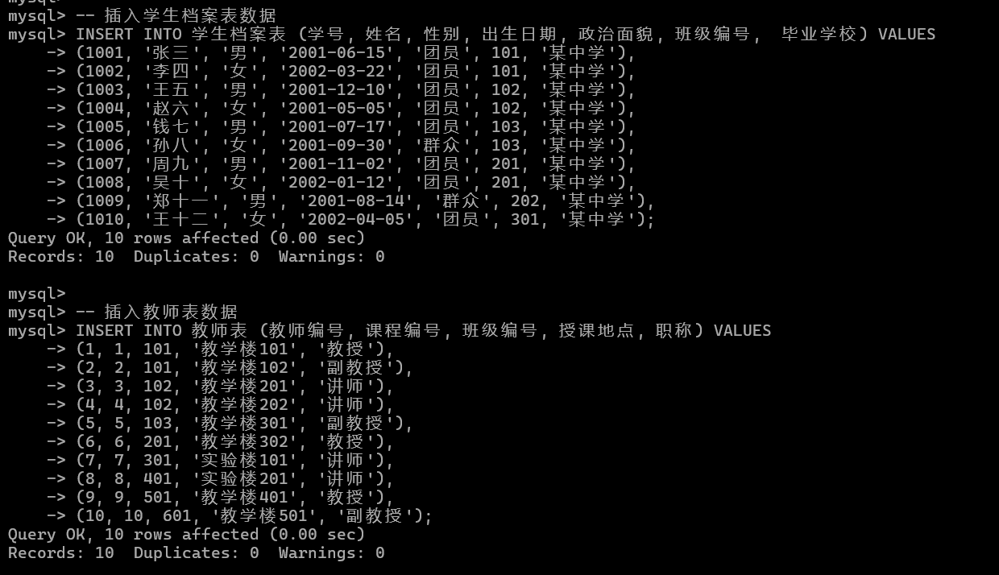 mysql> -- 插入学生档案表数据
mysql> INSERT INTO 学生档案表 (学号, 姓名, 性别, 出生日期, 政治面貌, 班级编号,  毕业学校) VALUES
    -> (1001, '张三', '男', '2001-06-15', '团员', 101, '某中学'),
    -> (1002, '李四', '女', '2002-03-22', '团员', 101, '某中学'),
    -> (1003, '王五', '男', '2001-12-10', '团员', 102, '某中学'),
    -> (1004, '赵六', '女', '2001-05-05', '团员', 102, '某中学'),
    -> (1005, '钱七', '男', '2001-07-17', '团员', 103, '某中学'),
    -> (1006, '孙八', '女', '2001-09-30', '群众', 103, '某中学'),
    -> (1007, '周九', '男', '2001-11-02', '团员', 201, '某中学'),
    -> (1008, '吴十', '女', '2002-01-12', '团员', 201, '某中学'),
    -> (1009, '郑十一', '男', '2001-08-14', '群众', 202, '某中学'),
    -> (1010, '王十二', '女', '2002-04-05', '团员', 301, '某中学');
Query OK, 10 rows affected (0.00 sec)
Records: 10  Duplicates: 0  Warnings: 0
mysql>
mysql> -- 插入教师表数据
mysql> INSERT INTO 教师表 (教师编号, 课程编号, 班级编号, 授课地点, 职称) VALUES
    -> (1, 1, 101, '教学楼101', '教授'),
    -> (2, 2, 101, '教学楼102', '副教授'),
    -> (3, 3, 102, '教学楼201', '讲师'),
    -> (4, 4, 102, '教学楼202', '讲师'),
    -> (5, 5, 103, '教学楼301', '副教授'),
    -> (6, 6, 201, '教学楼302', '教授'),
    -> (7, 7, 301, '实验楼101', '讲师'),
    -> (8, 8, 401, '实验楼201', '讲师'),
    -> (9, 9, 501, '教学楼401', '教授'),
    -> (10, 10, 601, '教学楼501', '副教授');
Query OK, 10 rows affected (0.00 sec)
Records: 10  Duplicates: 0  Warnings: 0